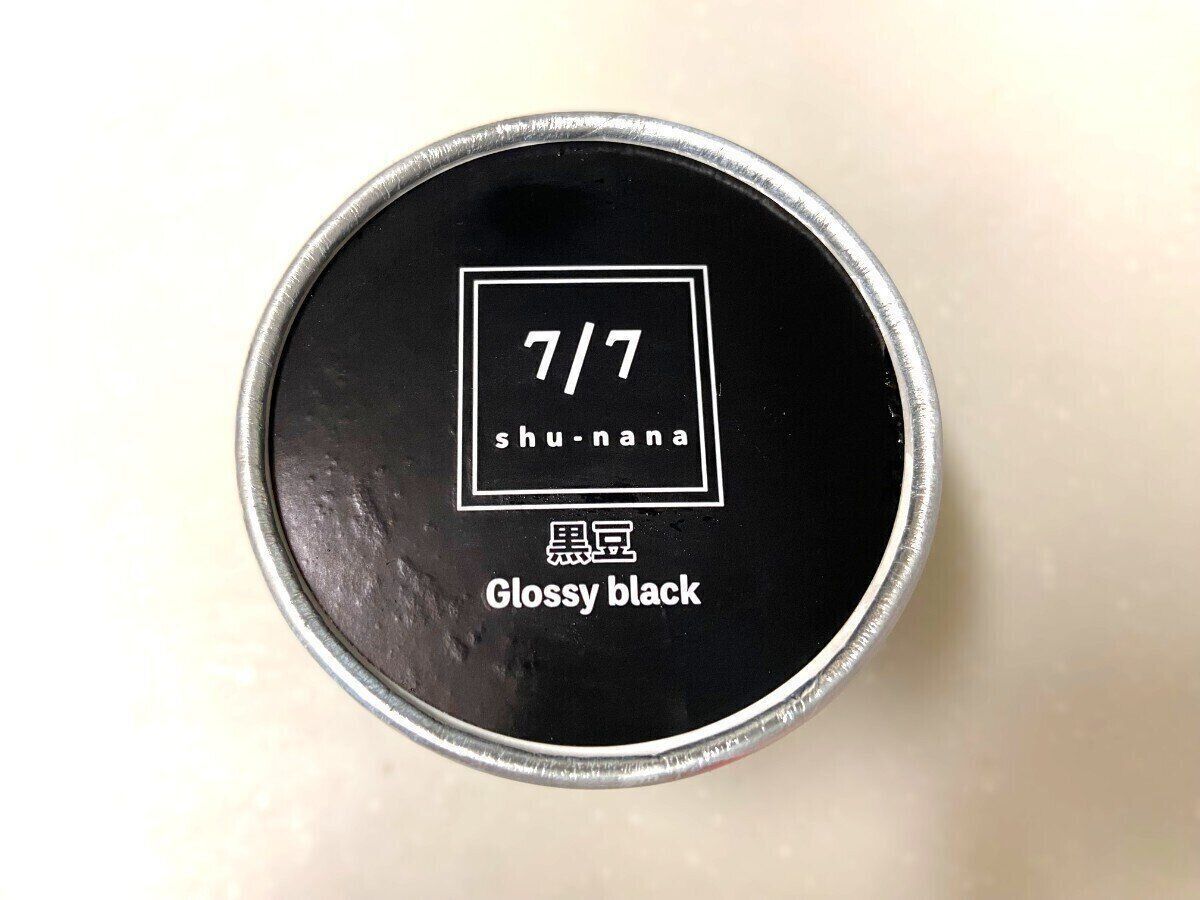 7/7
shu-nana
黒豆
Glossy black